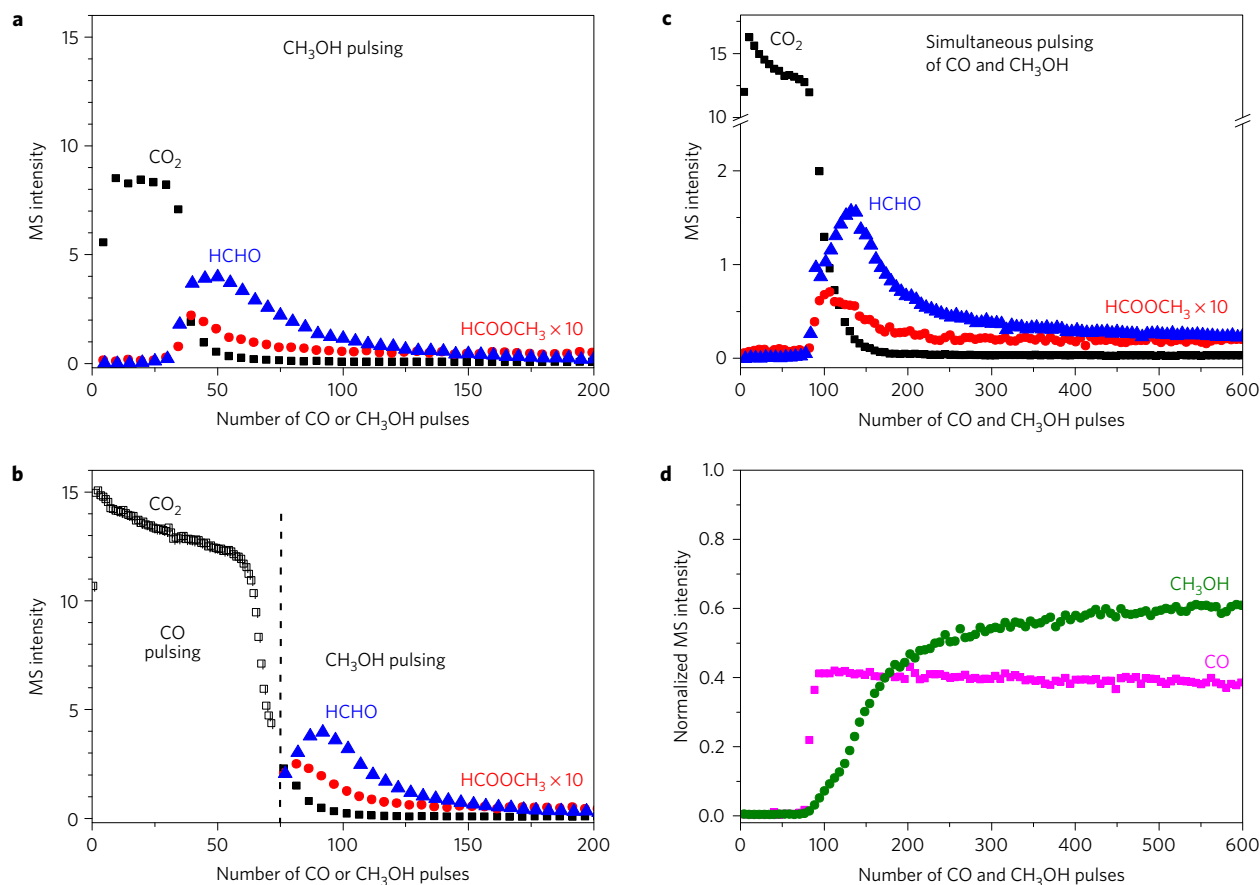 a
CH₃OH pulsing
CO₂
HCHO
HCOOCH₃ × 10
MS intensity
15
10
5
0
0 50 100 150 200
Number of CO or CH₃OH pulses
b
CO₂
CO
pulsing
CH₃OH pulsing
HCHO
HCOOCH₃ × 10
MS intensity
15
10
5
0
0 50 100 150 200
Number of CO or CH₃OH pulses
c
CO₂
Simultaneous pulsing
of CO and CH₃OH
HCHO
HCOOCH₃ × 10
MS intensity
15
10
2
1
0
0 100 200 300 400 500 600
Number of CO and CH₃OH pulses
d
CH₃OH
CO
Normalized MS intensity
1.0
0.8
0.6
0.4
0.2
0.0
0 100 200 300 400 500 600
Number of CO and CH₃OH pulses